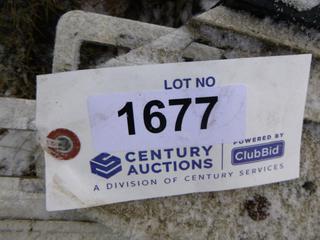 LOT NO
1677
CENTURY AUCTIONS
POWERED BY
ClubBid
A DIVISION OF CENTURY SERVICES